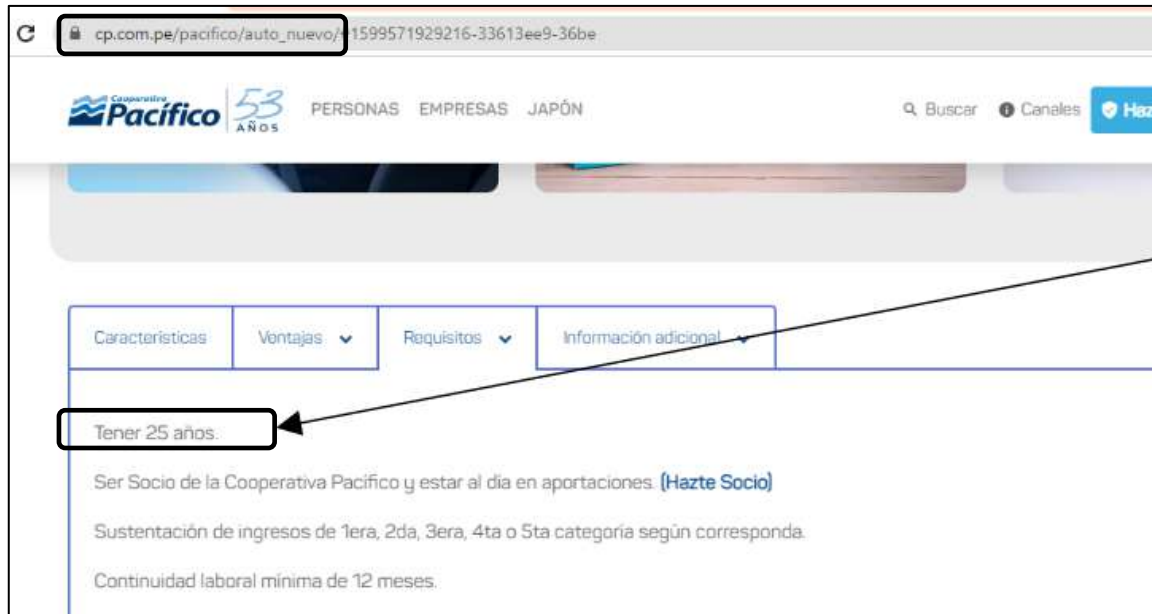 cp.com.pe/pacifico/auto_nuevo/#1599571929216-33613ee9-36be
Cooperativa
Pacífico 53 AÑOS PERSONAS EMPRESAS JAPÓN Buscar Canales Haz
Características Ventajas Requisitos Información adicional
Tener 25 años.
Ser Socio de la Cooperativa Pacífico y estar al día en aportaciones. (Hazte Socio)
Sustentación de ingresos de 1era, 2da, 3era, 4ta o 5ta categoría según corresponda.
Continuidad laboral mínima de 12 meses.